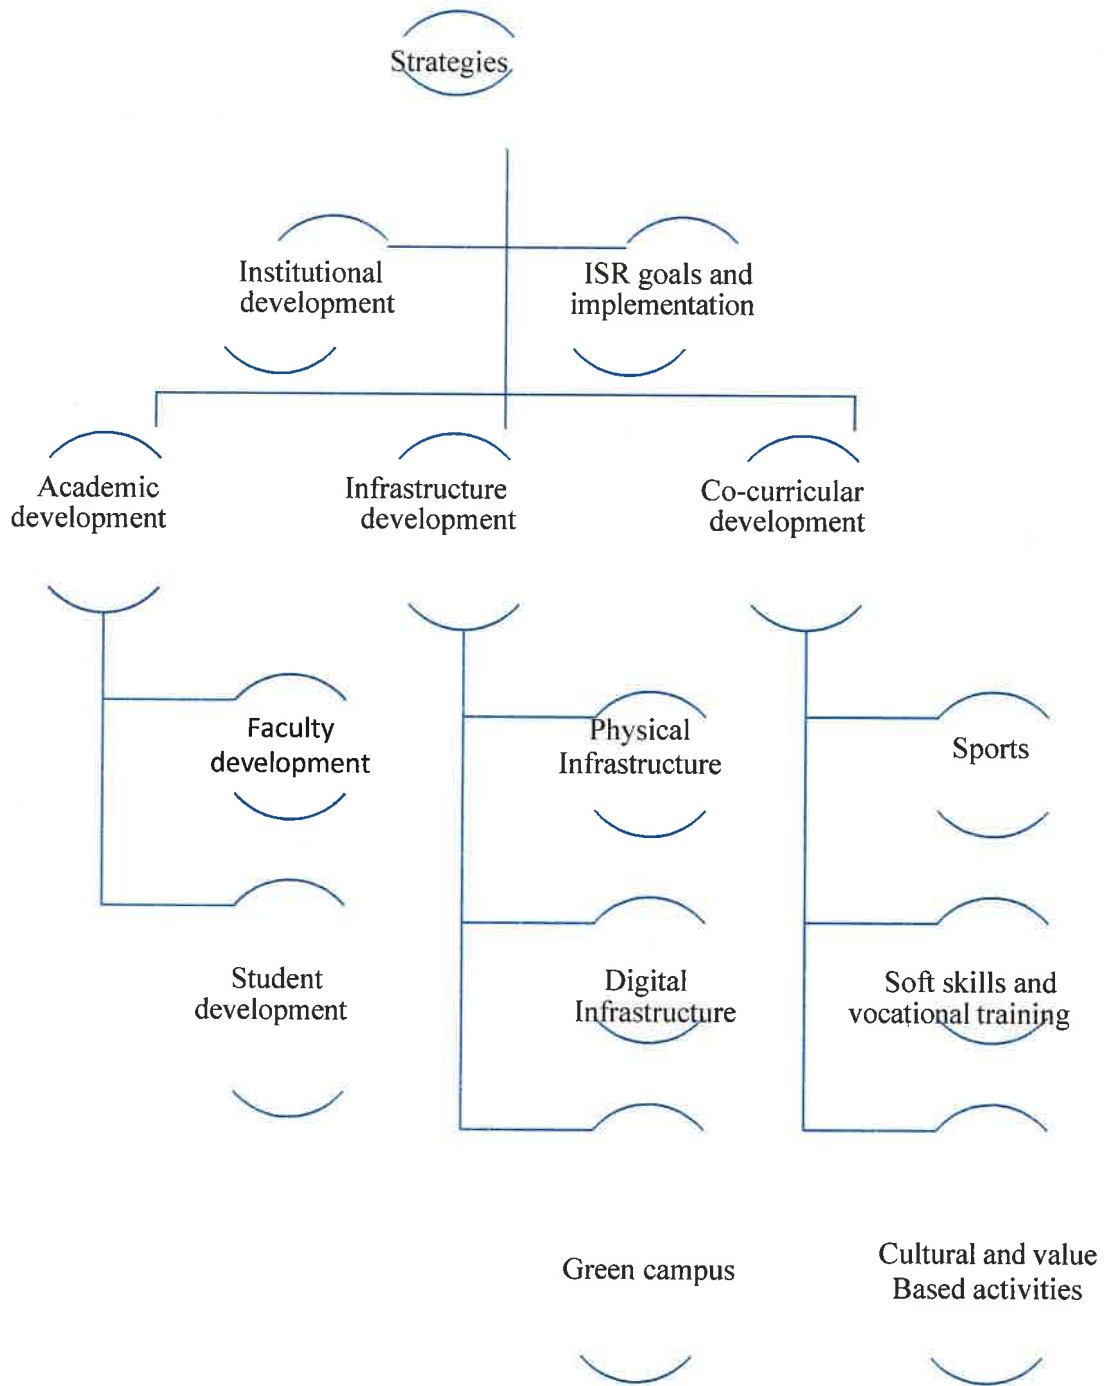 Strategies
Institutional
development
ISR goals and
implementation
Academic
development
Infrastructure
development
Co-curricular
development
Faculty
development
Physical
Infrastructure
Sports
Student
development
Digital
Infrastructure
Soft skills and
vocational training
Green campus
Cultural and value
Based activities